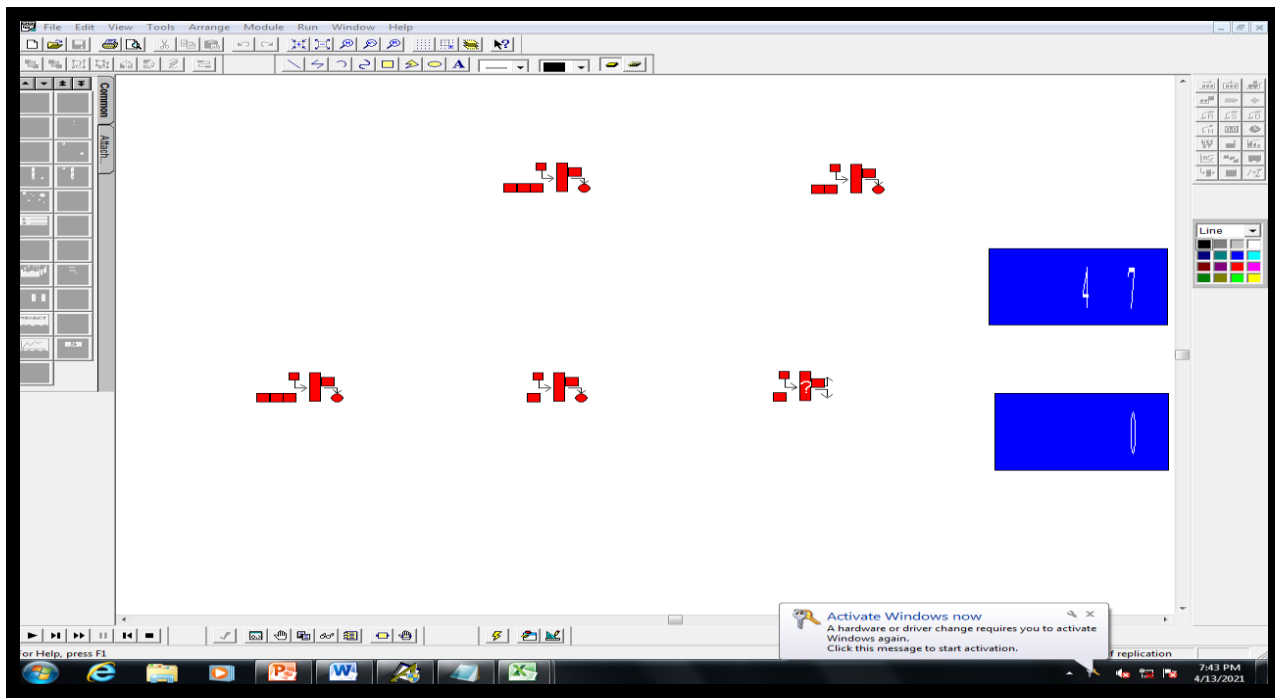 File Edit View Tools Arrange Module Run Window Help
Common
Attach...
Line
4 7
?
0
Activate Windows now
A hardware or driver change requires you to activate
Windows again.
Click this message to start activation.
For Help, press F1
f replication
7:43 PM
4/13/2021